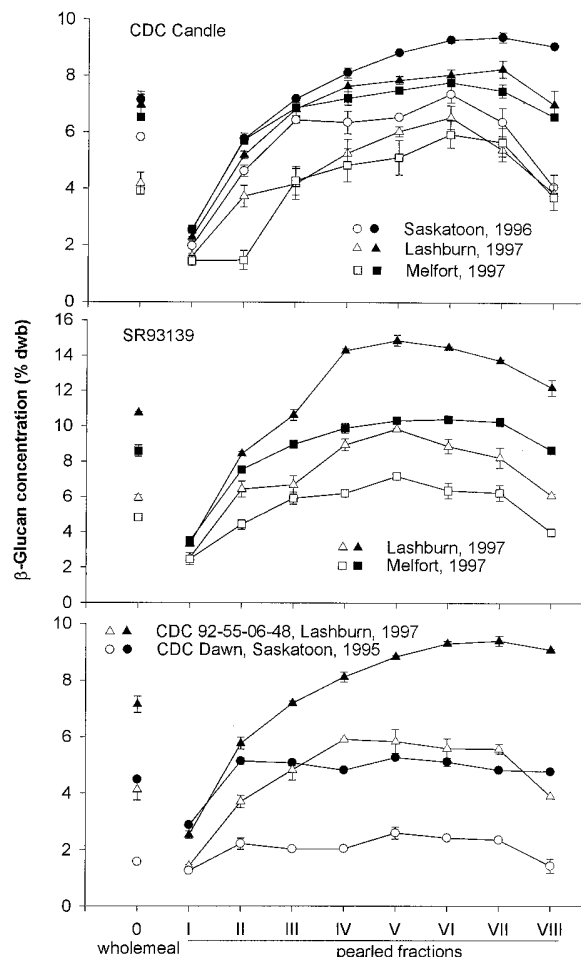 CDC Candle
10
8
6
4
2
0
Saskatoon, 1996
Lashburn, 1997
Melfort, 1997
β-Glucan concentration (% dwb)
SR93139
16
14
12
10
8
6
4
2
0
Lashburn, 1997
Melfort, 1997
CDC 92-55-06-48, Lashburn, 1997
CDC Dawn, Saskatoon, 1995
10
8
6
4
2
0
0 I II III IV V VI VII VIII
wholemeal pearled fractions